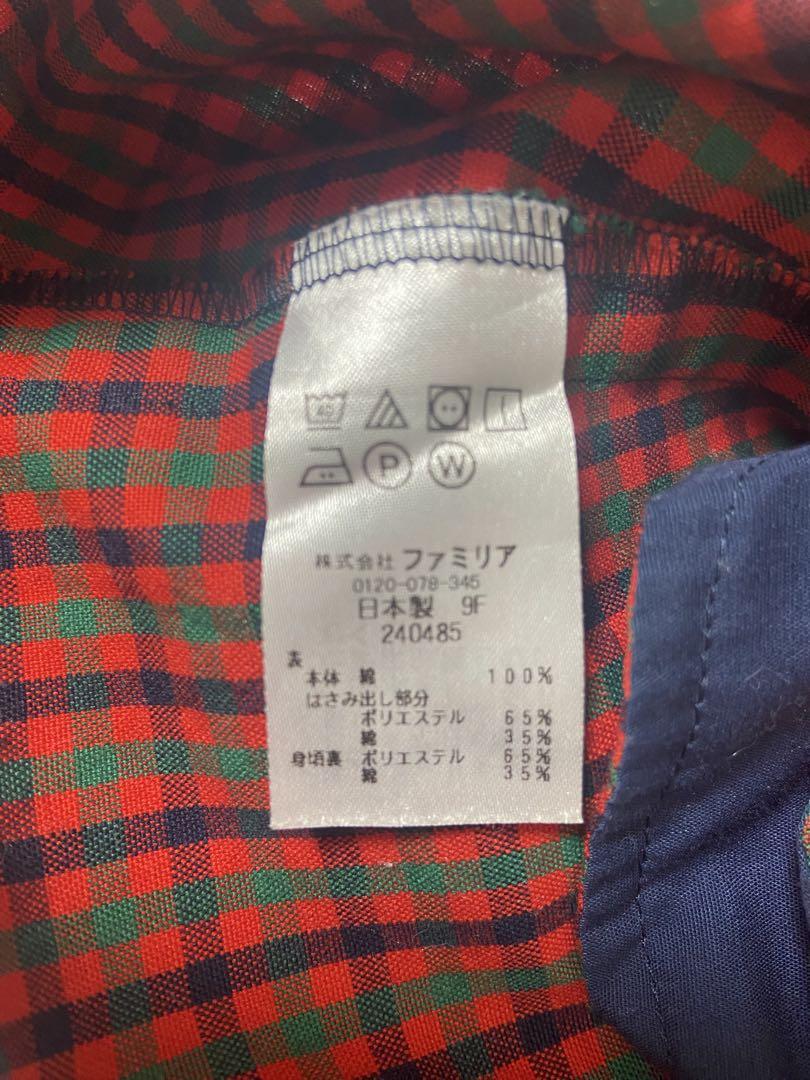 40
P W
株式会社 ファミリア
0120-078-345
日本製 9F
240485
表
本体 綿 100%
はさみ出し部分
ポリエステル 65%
綿 35%
身頃裏 ポリエステル 65%
綿 35%